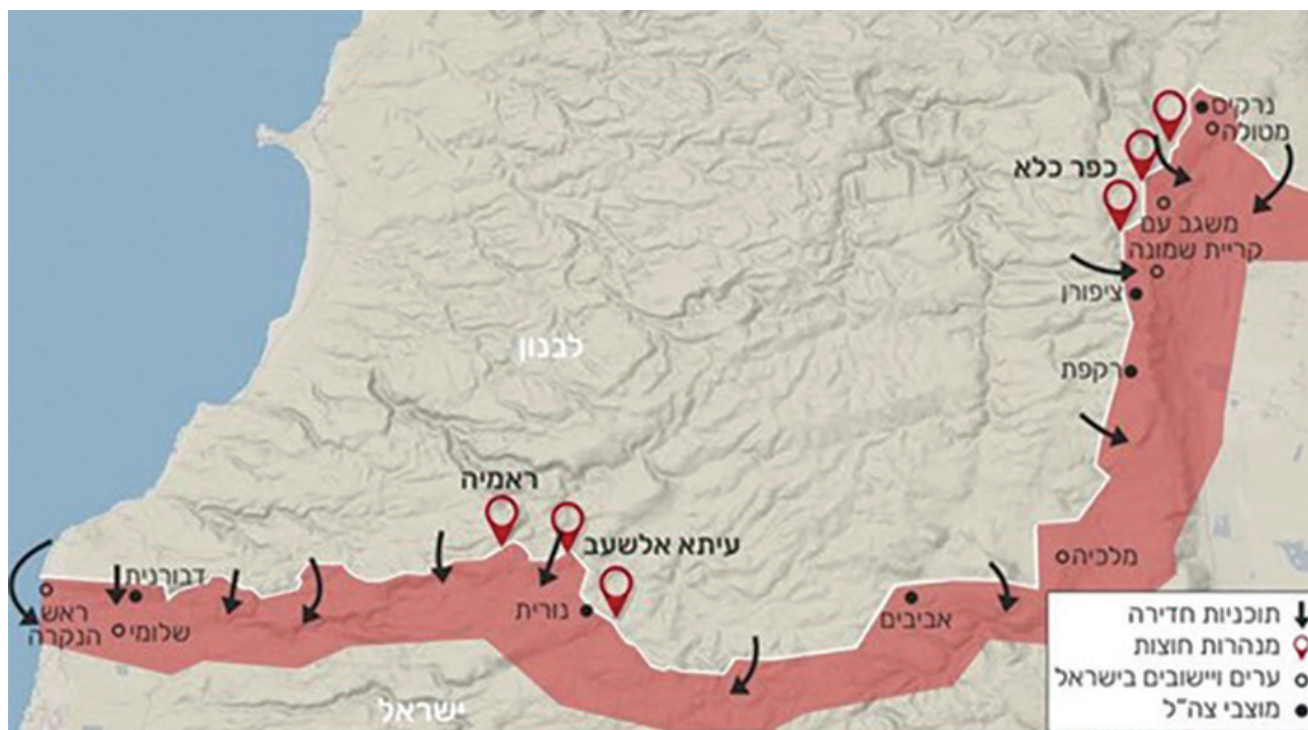 נרקיס
מטולה
כפר כלא
משגב עם
קריית שמונה
ציפורן
לבנון
רקפת
ראמיה
עיתא אלשעב
מלכיה
דבורנית
ראש
הנקרה
שלומי
נורית
אביבים
ישראל
תוכניות חדירה
מנהרות חוצות
ערים ויישובים בישראל
מוצבי צה"ל